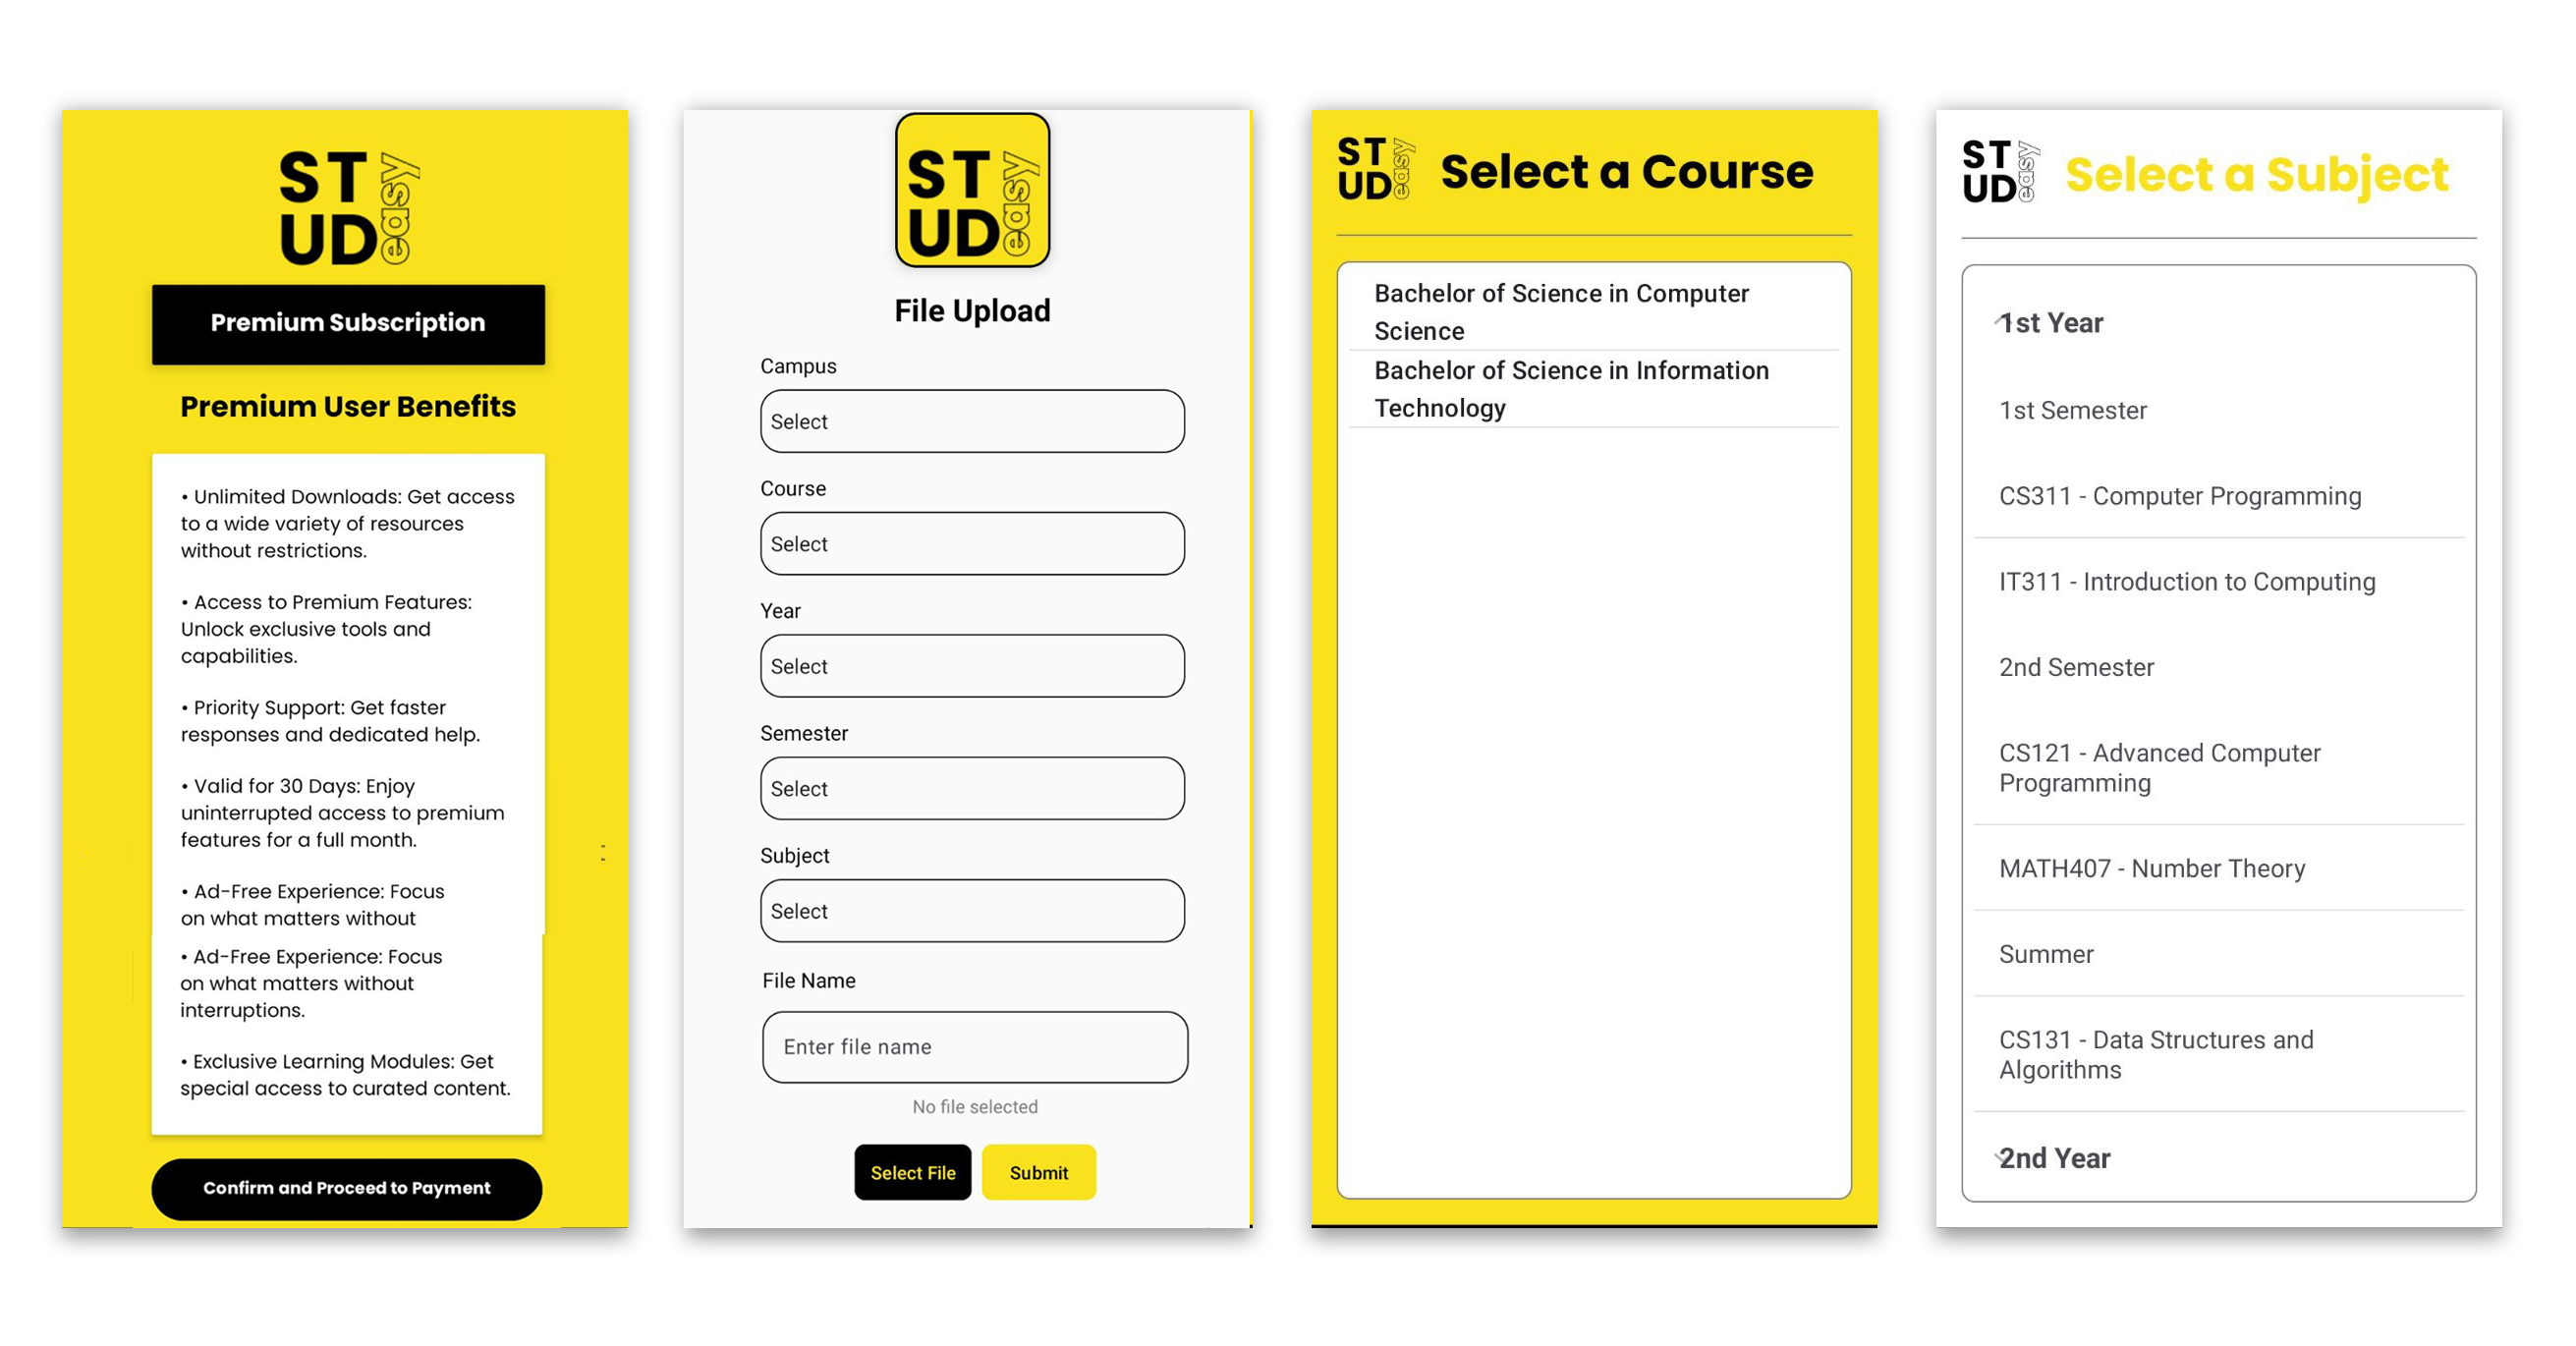 ST
UD
easy
Premium Subscription
Premium User Benefits
• Unlimited Downloads: Get access
to a wide variety of resources
without restrictions.
• Access to Premium Features:
Unlock exclusive tools and
capabilities.
• Priority Support: Get faster
responses and dedicated help.
• Valid for 30 Days: Enjoy
uninterrupted access to premium
features for a full month.
• Ad-Free Experience: Focus
on what matters without
• Ad-Free Experience: Focus
on what matters without
interruptions.
• Exclusive Learning Modules: Get
special access to curated content.
Confirm and Proceed to Payment
ST
UD
easy
File Upload
Campus
Select
Course
Select
Year
Select
Semester
Select
Subject
Select
File Name
Enter file name
No file selected
Select File
Submit
ST
UD
easy
Select a Course
Bachelor of Science in Computer
Science
Bachelor of Science in Information
Technology
ST
UD
easy
Select a Subject
1st Year
1st Semester
CS311 - Computer Programming
IT311 - Introduction to Computing
2nd Semester
CS121 - Advanced Computer
Programming
MATH407 - Number Theory
Summer
CS131 - Data Structures and
Algorithms
2nd Year